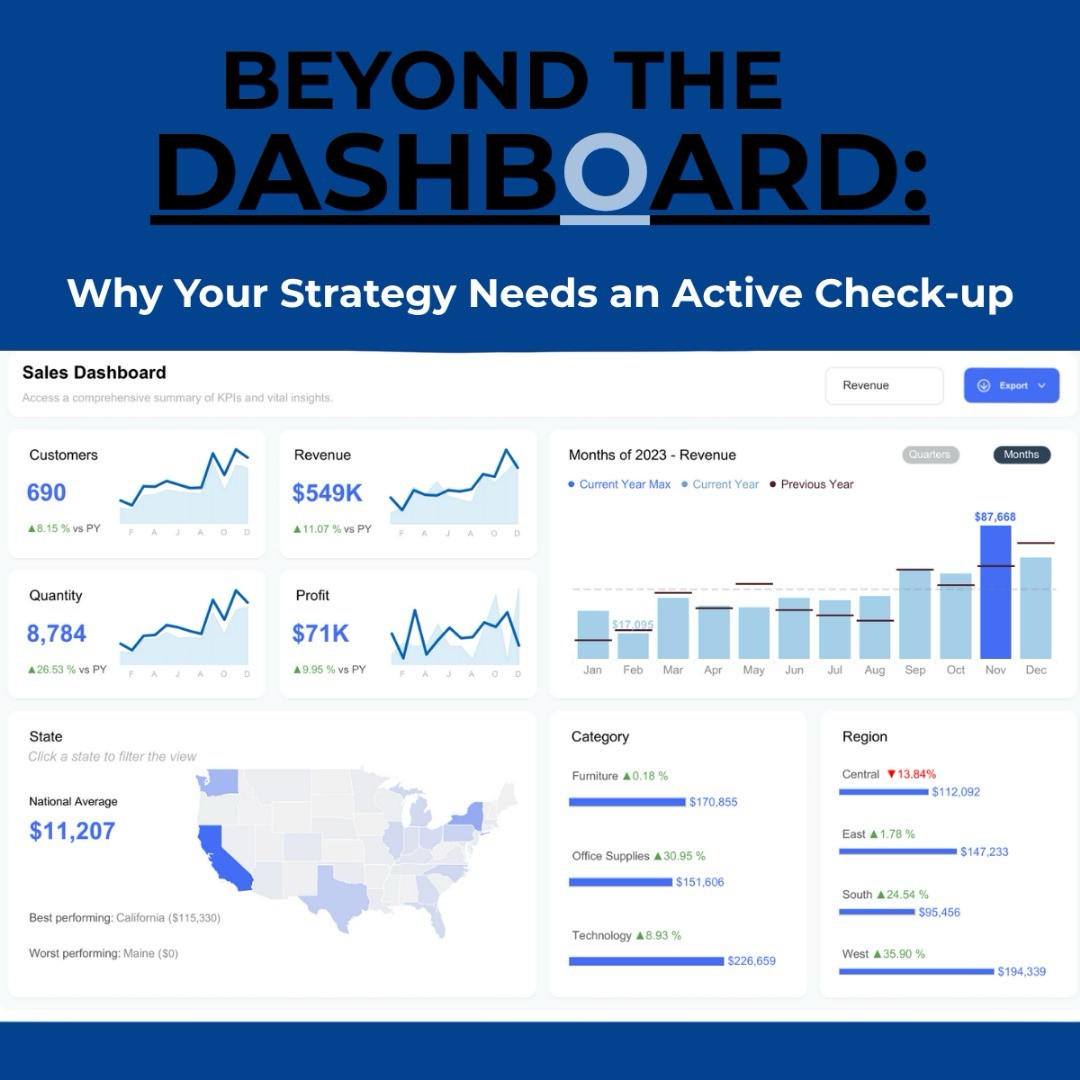 BEYOND THE
DASHBOARD:
Why Your Strategy Needs an Active Check-up
Sales Dashboard
Access a comprehensive summary of KPIs and vital insights.
Revenue
Export
Customers
690
▲8.15 % vs PY
F A J A O D
Revenue
$549K
▲11.07 % vs PY
F A J A O D
Quantity
8,784
▲26.53 % vs PY
F A J A O D
Profit
$71K
▲9.95 % vs PY
F A J A O D
Months of 2023 - Revenue
Quarters Months
Current Year Max Current Year Previous Year
$87,668
$17,095
Jan Feb Mar Apr May Jun Jul Aug Sep Oct Nov Dec
State
Click a state to filter the view
National Average
$11,207
Best performing: California ($115,330)
Worst performing: Maine ($0)
Category
Furniture ▲0.18 %
$170,855
Office Supplies ▲30.95 %
$151,606
Technology ▲8.93 %
$226,659
Region
Central ▼13.84%
$112,092
East ▲1.78 %
$147,233
South ▲24.54 %
$95,456
West ▲35.90 %
$194,339